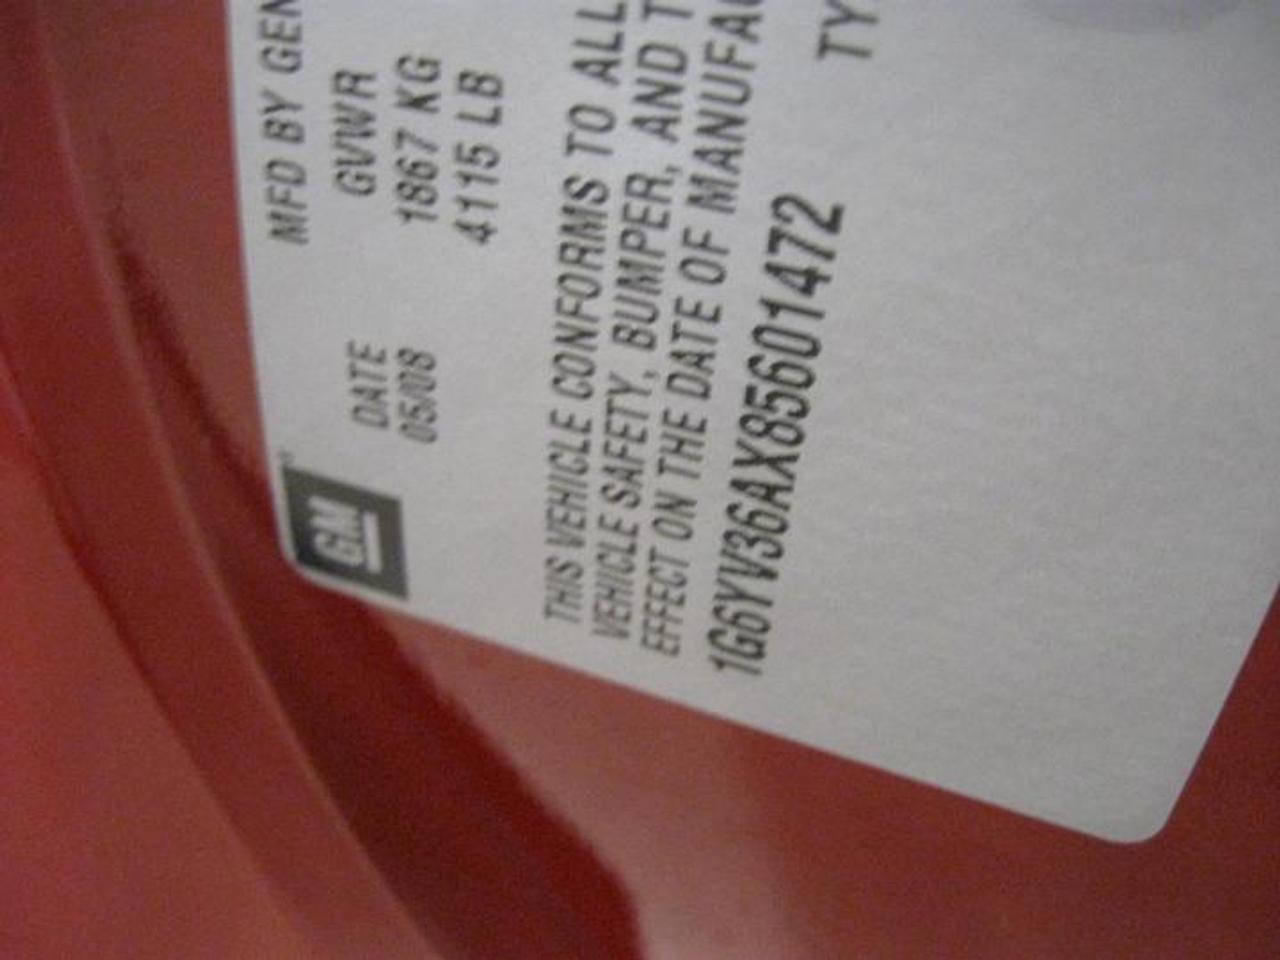 GM
MFD BY GEN
DATE GVWR
05/08 1867 KG
4115 LB
THIS VEHICLE CONFORMS TO ALL
VEHICLE SAFETY, BUMPER, AND T
EFFECT ON THE DATE OF MANUFAC
1G6YV36AX85601472 TY